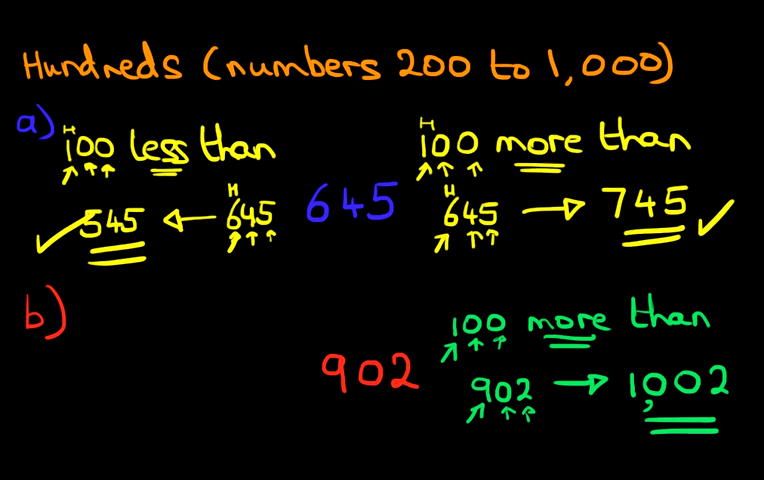 Hundreds (numbers 200 to 1,000)
a)
H
100 less than
H
545 ← 645
645
H
100 more than
H
645 → 745
b)
902
100 more than
902 → 1,002